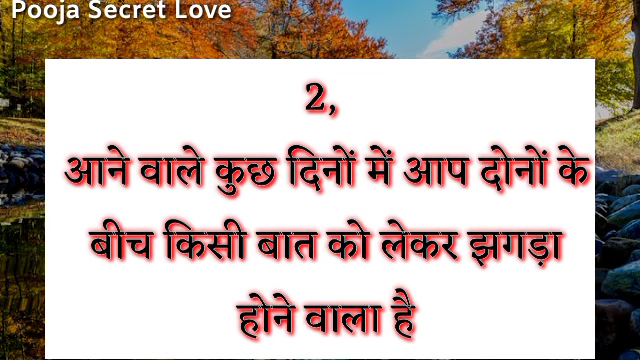 Pooja Secret Love
2,
आने वाले कुछ दिनों में आप दोनों के
बीच किसी बात को लेकर झगड़ा
होने वाला है